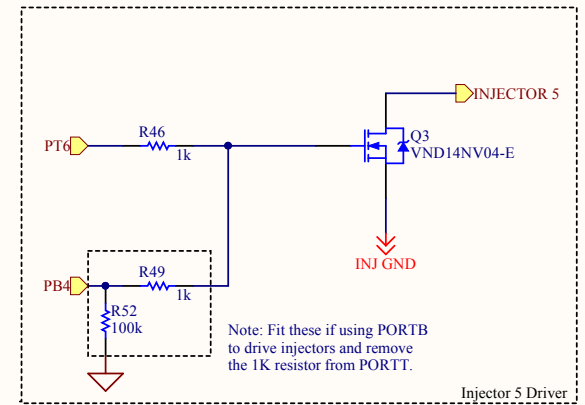 INJECTOR 5
R46
Q3
PT6
1k
VND14NV04-E
INJ GND
R49
PB4
1k
R52
100k
Note: Fit these if using PORTB
to drive injectors and remove
the 1K resistor from PORTT.
Injector 5 Driver